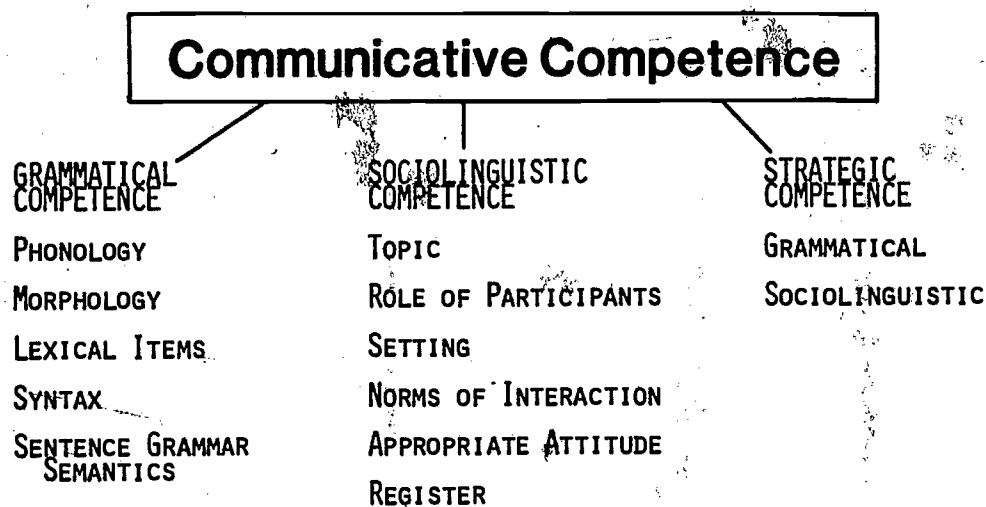 Communicative Competence
GRAMMATICAL
COMPETENCE
PHONOLOGY
MORPHOLOGY
LEXICAL ITEMS
SYNTAX
SENTENCE GRAMMAR
SEMANTICS
SOCIOLINGUISTIC
COMPETENCE
TOPIC
ROLE OF PARTICIPANTS
SETTING
NORMS OF INTERACTION
APPROPRIATE ATTITUDE
REGISTER
STRATEGIC
COMPETENCE
GRAMMATICAL
SOCIOLINGUISTIC